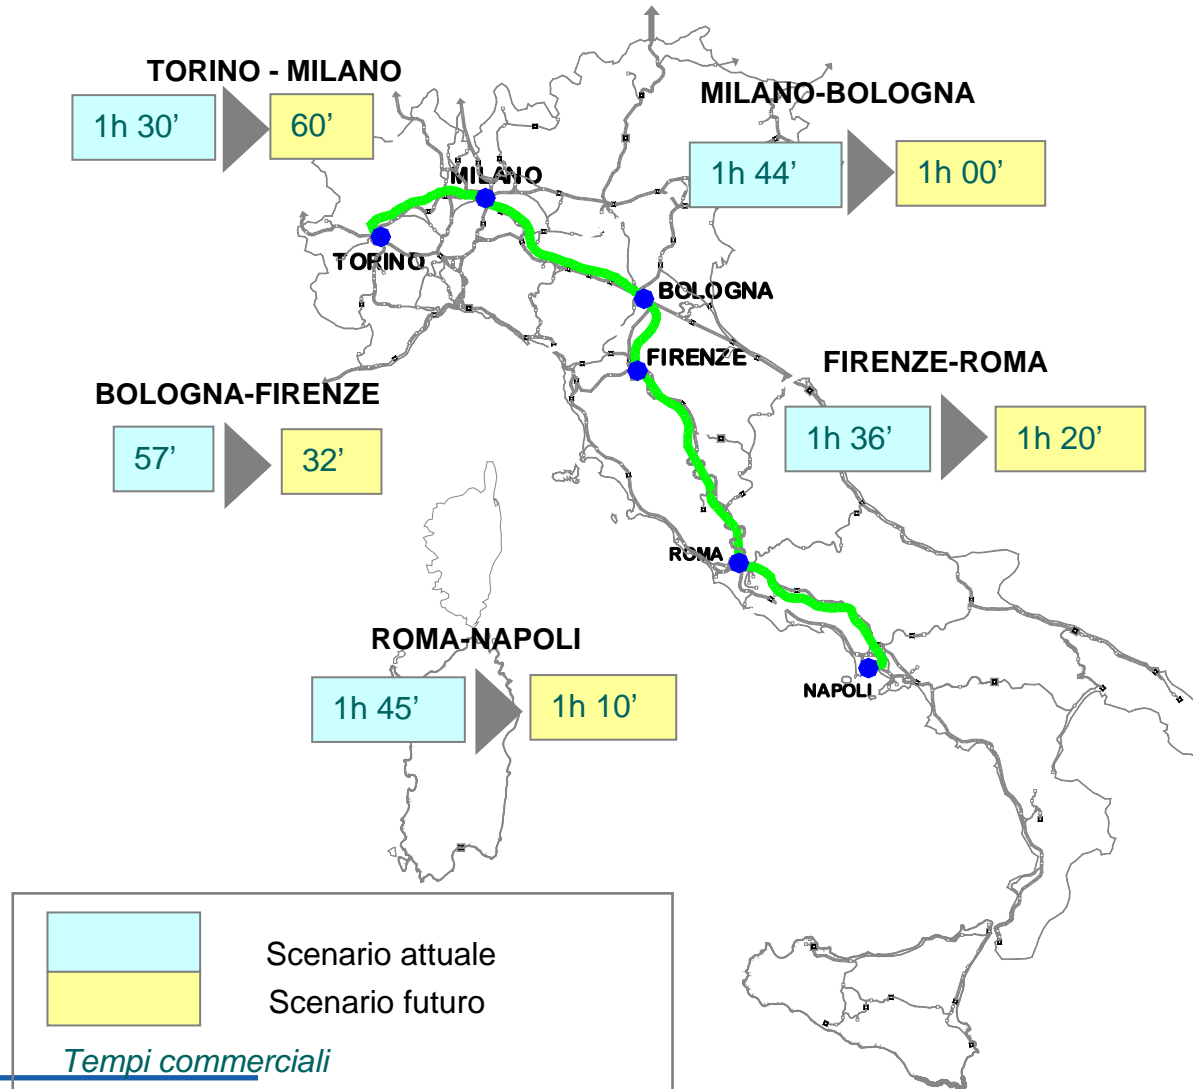 TORINO - MILANO
1h 30’
60’
MILANO-BOLOGNA
1h 44’
1h 00’
MILANO
TORINO
BOLOGNA
FIRENZE
FIRENZE-ROMA
1h 36’
1h 20’
BOLOGNA-FIRENZE
57’
32’
ROMA
ROMA-NAPOLI
1h 45’
1h 10’
NAPOLI
Scenario attuale
Scenario futuro
Tempi commerciali